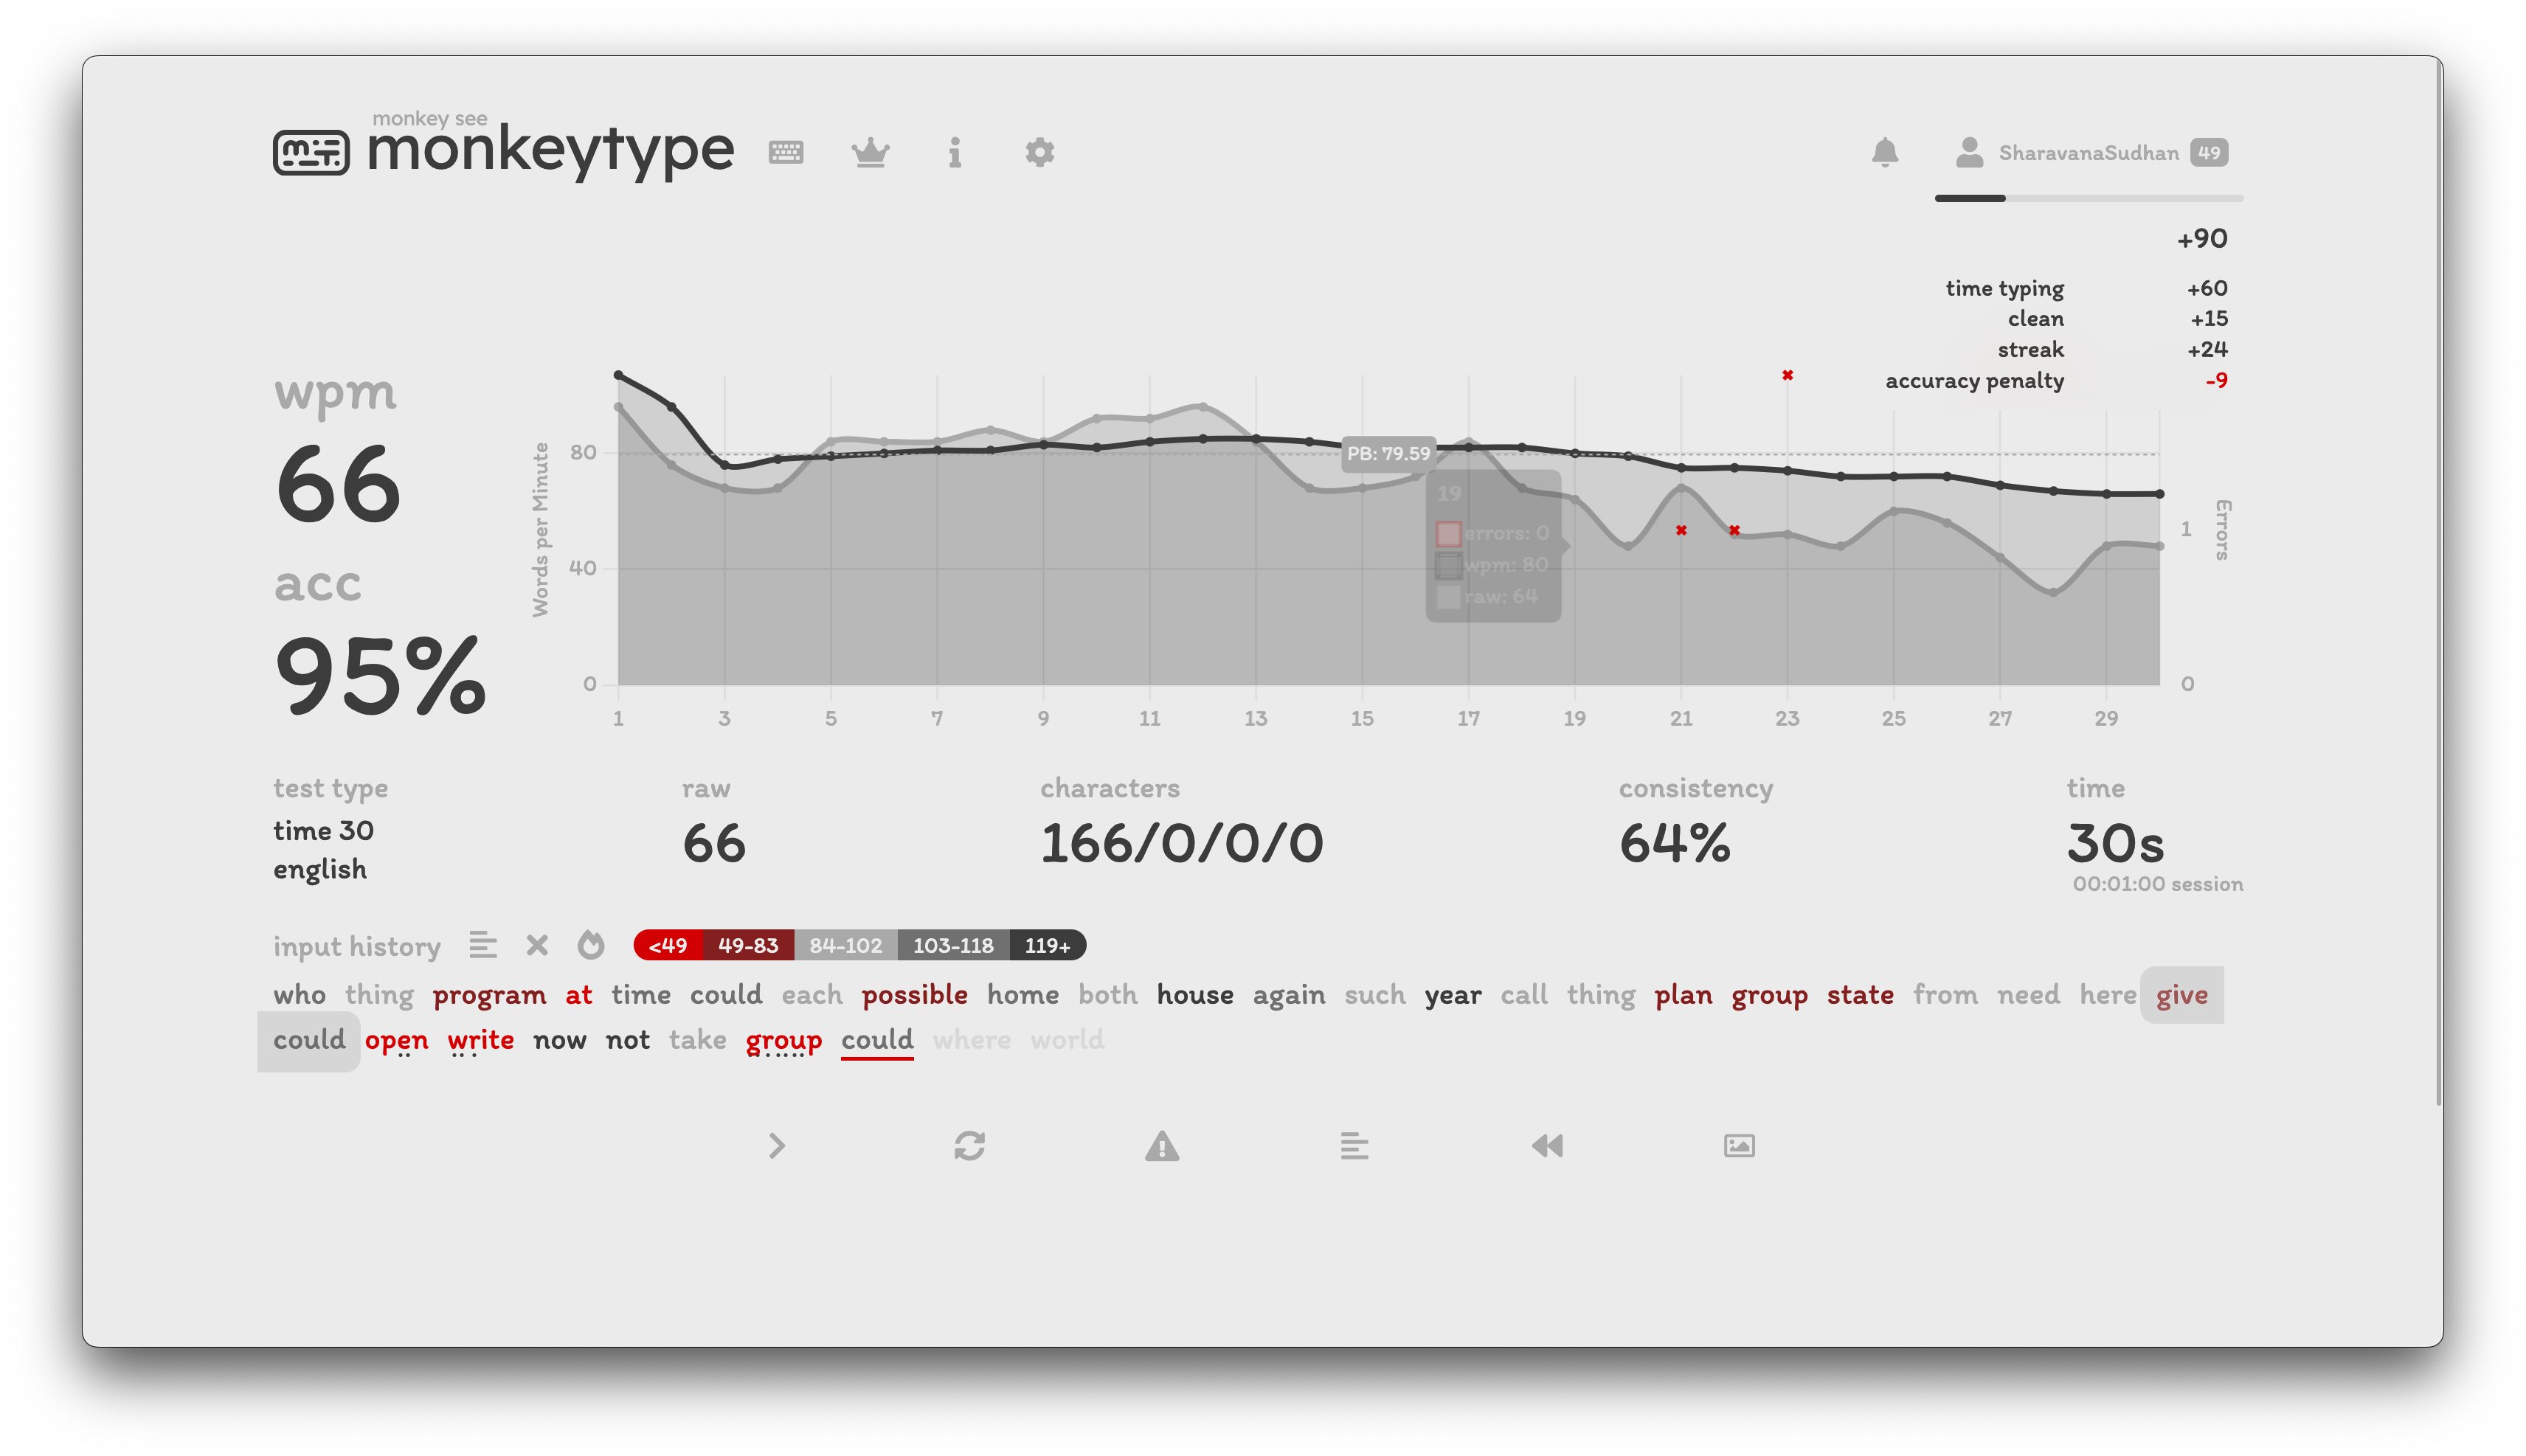 monkey see
monkeytype
SharavanaSudhan 49
+90
time typing +60
clean +15
streak +24
accuracy penalty -9
wpm
66
acc
95%
Words per Minute
80
40
0
PB: 79.59
19
errors: 0
wpm: 80
raw: 64
1
0
Errors
1 3 5 7 9 11 13 15 17 19 21 23 25 27 29
test type
time 30
english
raw
66
characters
166/0/0/0
consistency
64%
time
30s
00:01:00 session
input history <49 49-83 84-102 103-118 119+
who thing program at time could each possible home both house again such year call thing plan group state from need here give
could open write now not take group could where world